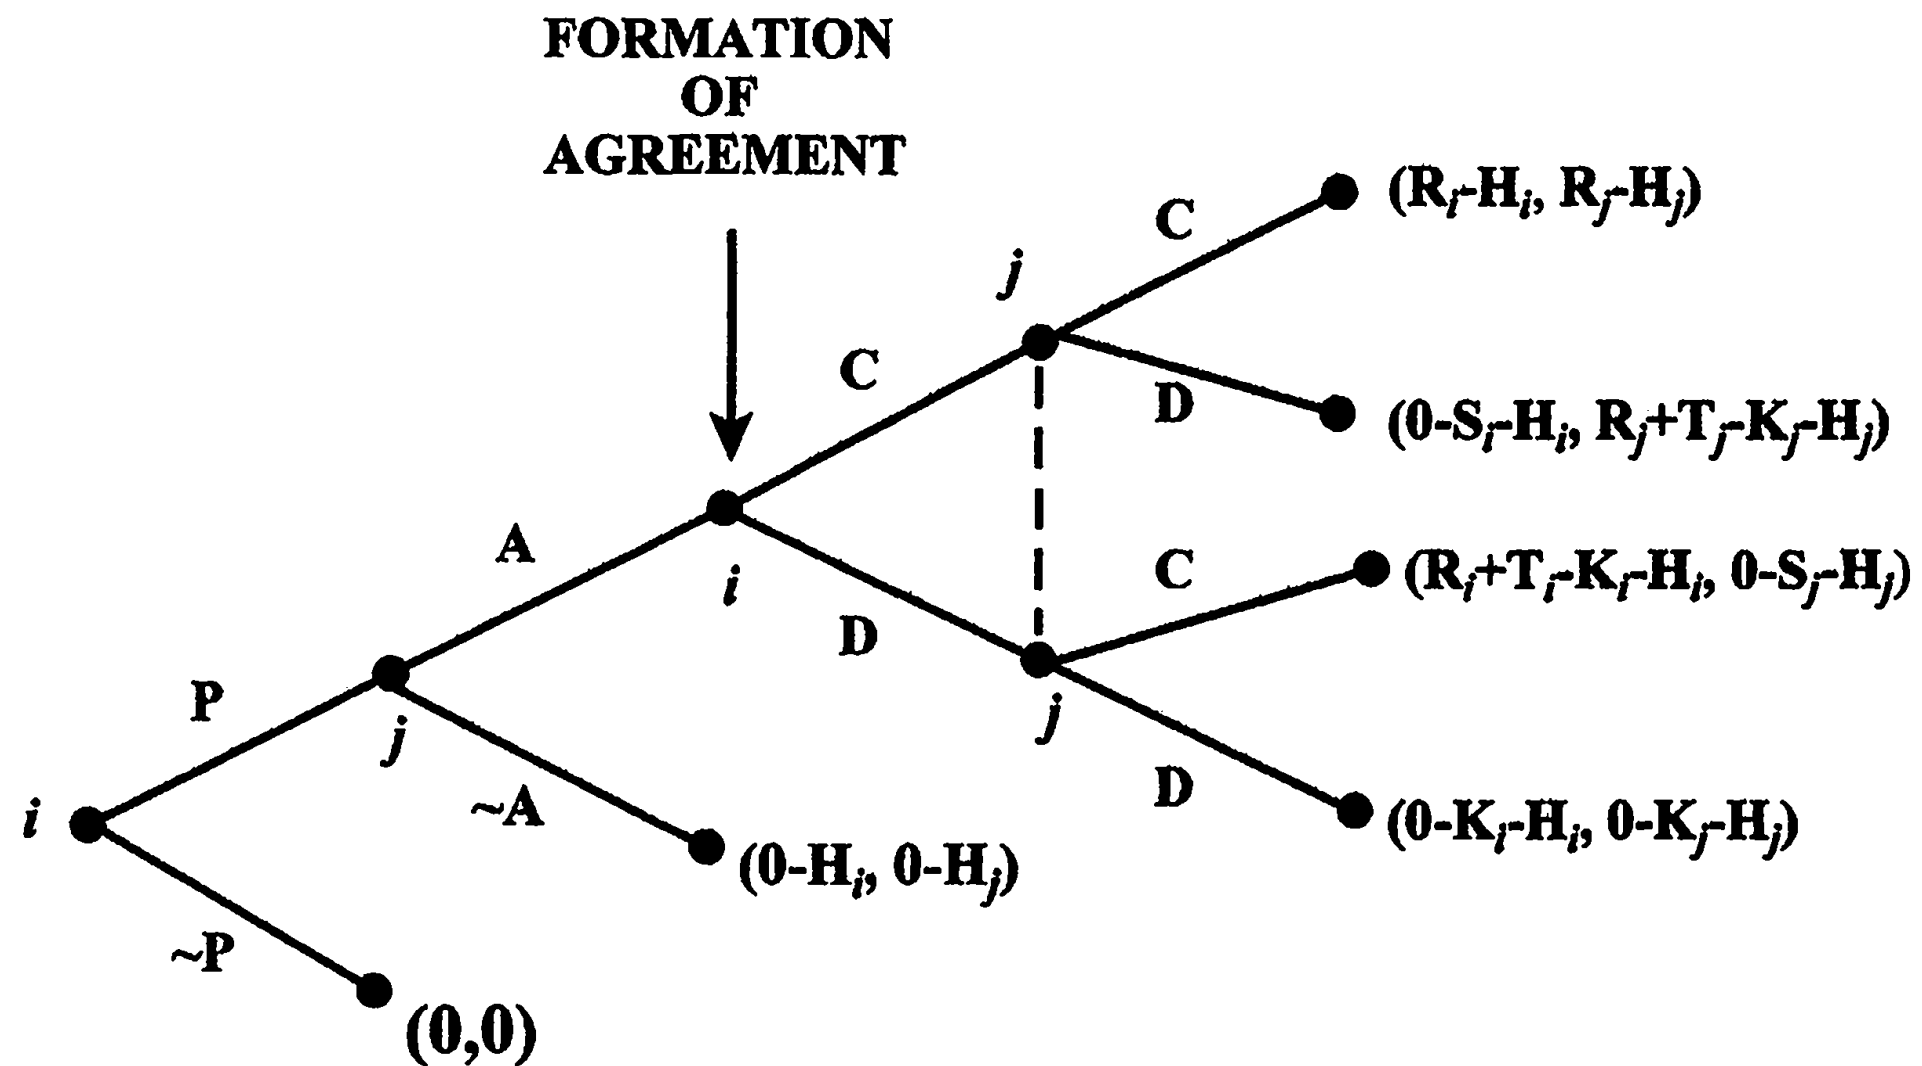 FORMATION
OF
AGREEMENT
C
(Rᵢ-Hᵢ, Rⱼ-Hⱼ)
j
C
D
(0-Sᵢ-Hᵢ, Rⱼ+Tⱼ-Kⱼ-Hⱼ)
A
i
C
(Rᵢ+Tᵢ-Kᵢ-Hᵢ, 0-Sⱼ-Hⱼ)
D
P
j
j
D
i
~A
(0-Hᵢ, 0-Hⱼ)
(0-Kᵢ-Hᵢ, 0-Kⱼ-Hⱼ)
~P
(0,0)